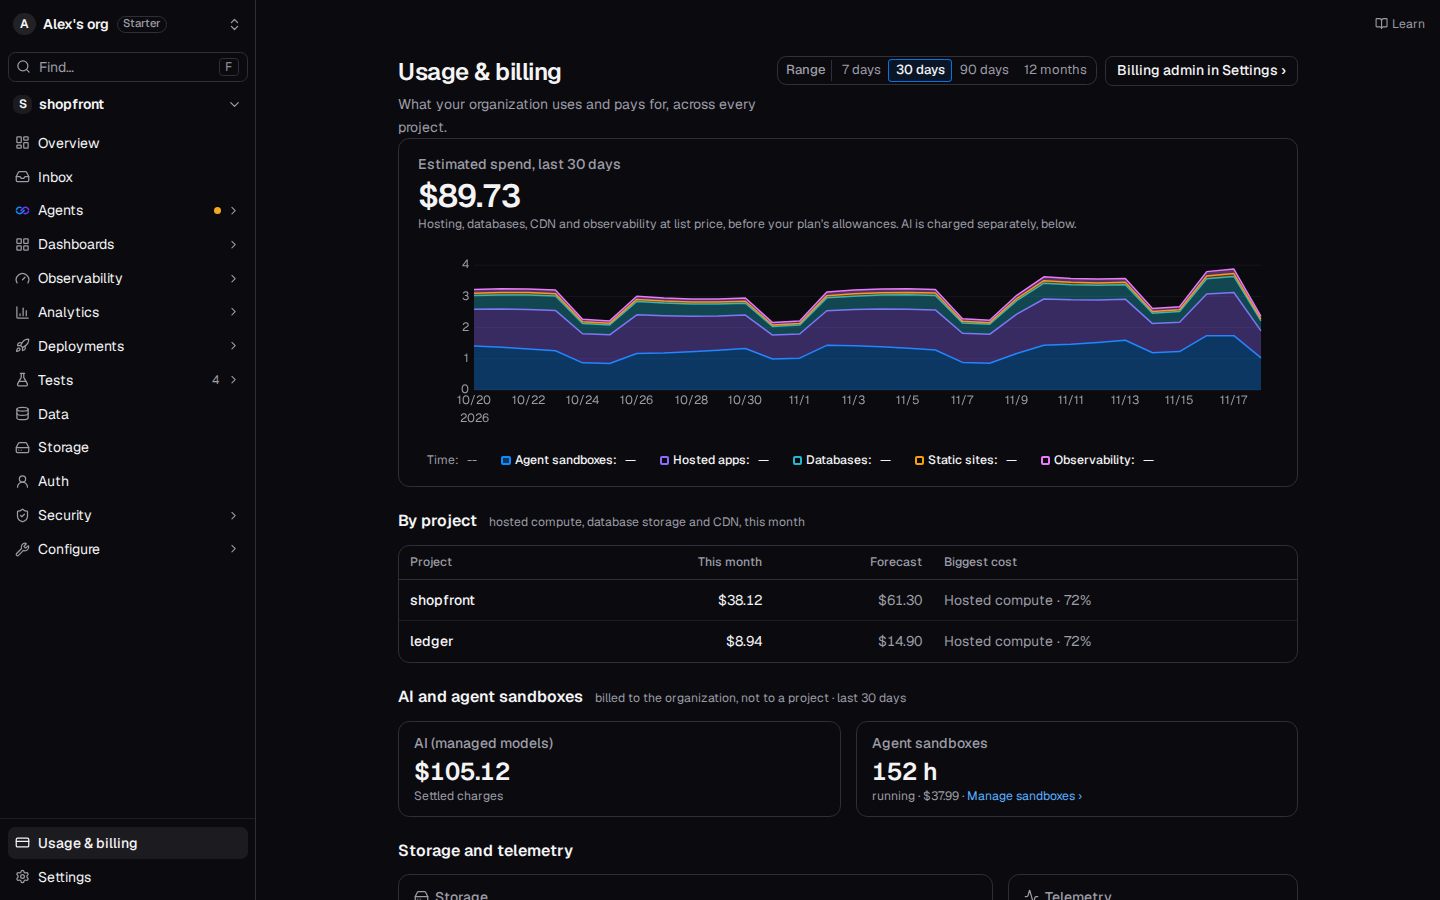 A Alex's org Starter
Find... F
S shopfront
Overview
Inbox
Agents
Dashboards
Observability
Analytics
Deployments
Tests 4
Data
Storage
Auth
Security
Configure
Usage & billing
Settings
Learn
Usage & billing
Range 7 days 30 days 90 days 12 months
Billing admin in Settings ›
What your organization uses and pays for, across every
project.
Estimated spend, last 30 days
$89.73
Hosting, databases, CDN and observability at list price, before your plan's allowances. AI is charged separately, below.
4
3
2
1
0
10/20 10/22 10/24 10/26 10/28 10/30 11/1 11/3 11/5 11/7 11/9 11/11 11/13 11/15 11/17
2026
Time: -- Agent sandboxes: — Hosted apps: — Databases: — Static sites: — Observability: —
By project hosted compute, database storage and CDN, this month
Project This month Forecast Biggest cost
shopfront $38.12 $61.30 Hosted compute · 72%
ledger $8.94 $14.90 Hosted compute · 72%
AI and agent sandboxes billed to the organization, not to a project · last 30 days
AI (managed models)
$105.12
Settled charges
Agent sandboxes
152 h
running · $37.99 · Manage sandboxes ›
Storage and telemetry
Storage
Telemetry